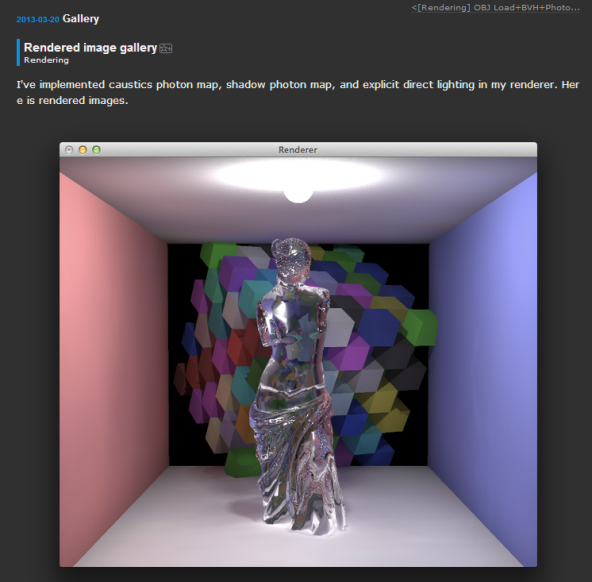 <[Rendering] OBJ Load+BVH+Photo...
2013-03-20 Gallery
Rendered image gallery
Rendering
I've implemented caustics photon map, shadow photon map, and explicit direct lighting in my renderer. Her
e is rendered images.
Renderer